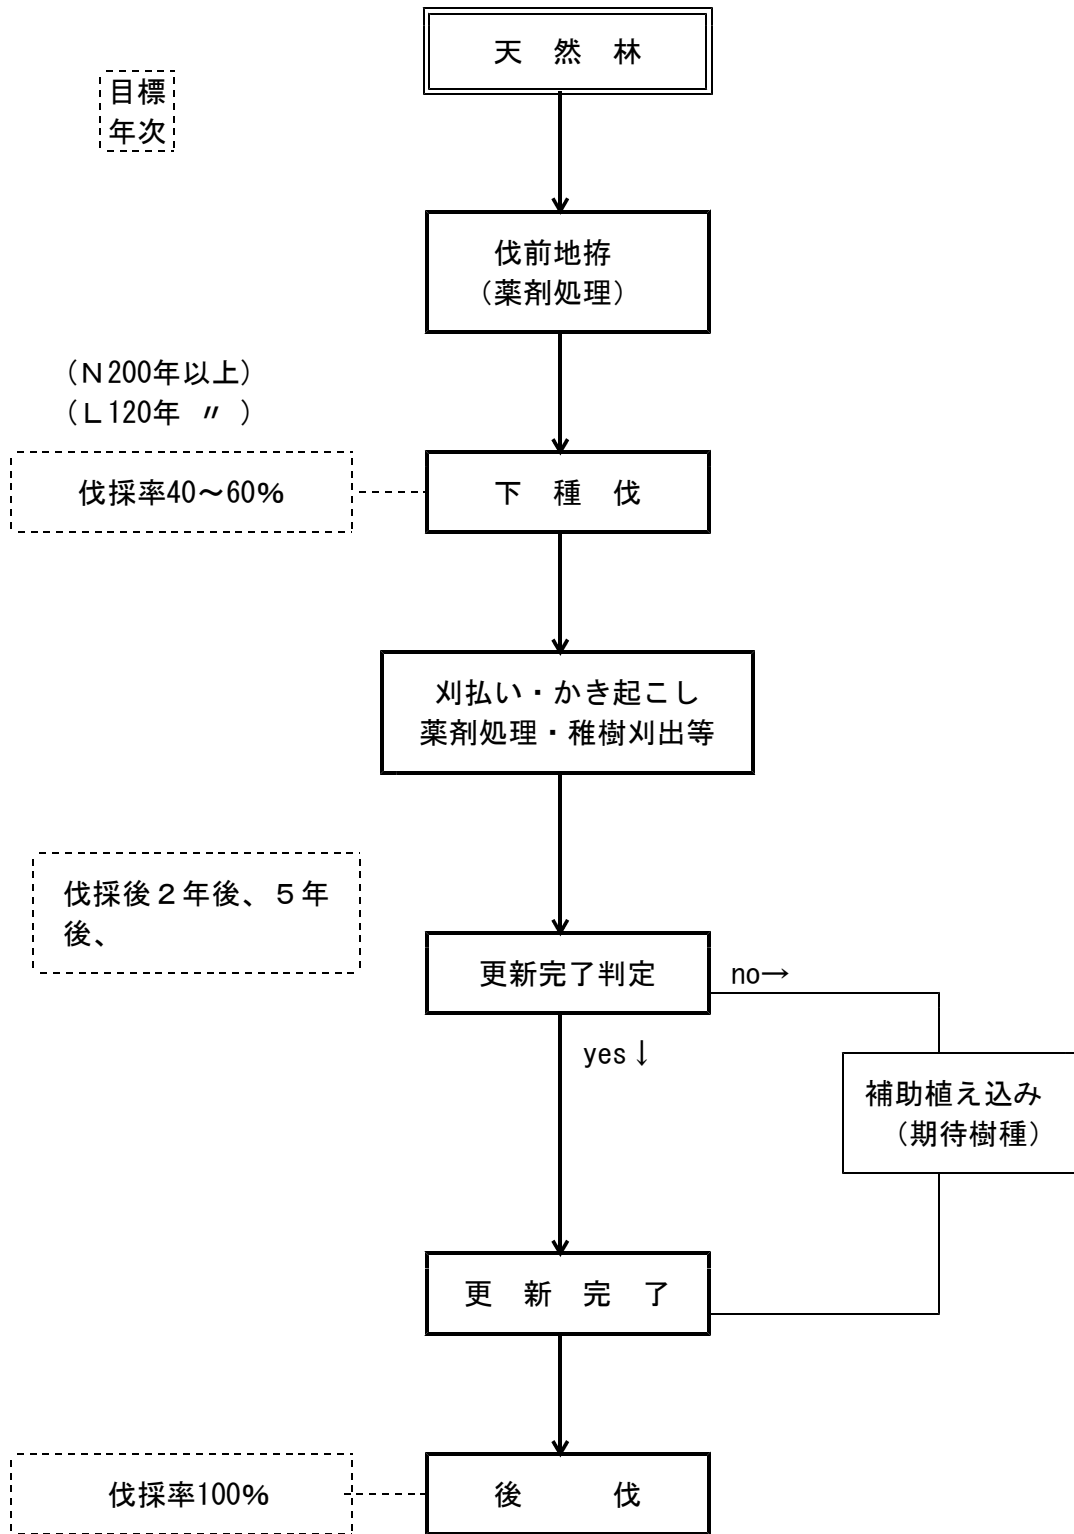 天　然　林
目標
年次
伐前地拵
（薬剤処理）
（Ｎ200年以上）
（Ｌ120年 〃 ）
伐採率40～60%
下　種　伐
刈払い・かき起こし
薬剤処理・稚樹刈出等
伐採後２年後、５年
後、
更新完了判定
no→
yes↓
補助植え込み
（期待樹種）
更　新　完　了
伐採率100%
後　　　伐